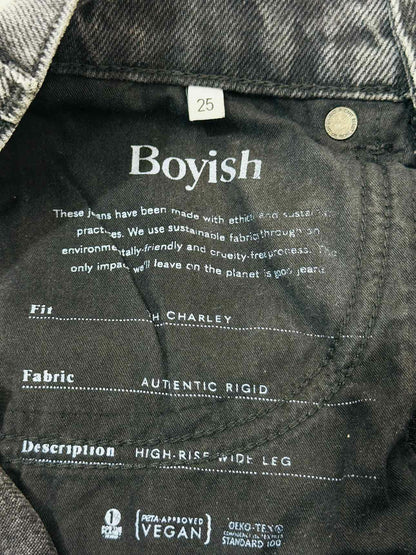 25
Boyish
These jeans have been made with ethical and sustaina
practices. We use sustainable fabric through an
environmentally-friendly and cruelty-free process. The
only impact we'll leave on the planet is good jeans
Fit
H CHARLEY
Fabric
AUTHENTIC RIGID
Description
HIGH-RISE WIDE LEG
PETA-APPROVED
VEGAN
OEKO-TEX®
STANDARD 100